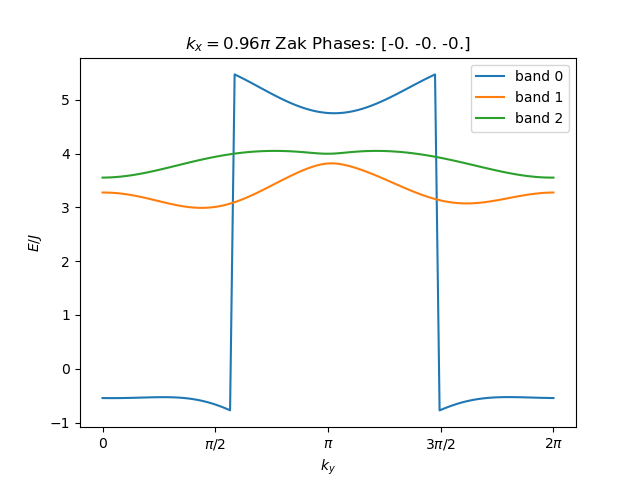 $k_x = 0.96\pi$ Zak Phases: [-0. -0. -0.]
band 0
band 1
band 2
E/J
5
4
3
2
1
0
−1
0
π/2
π
3π/2
2π
$k_y$